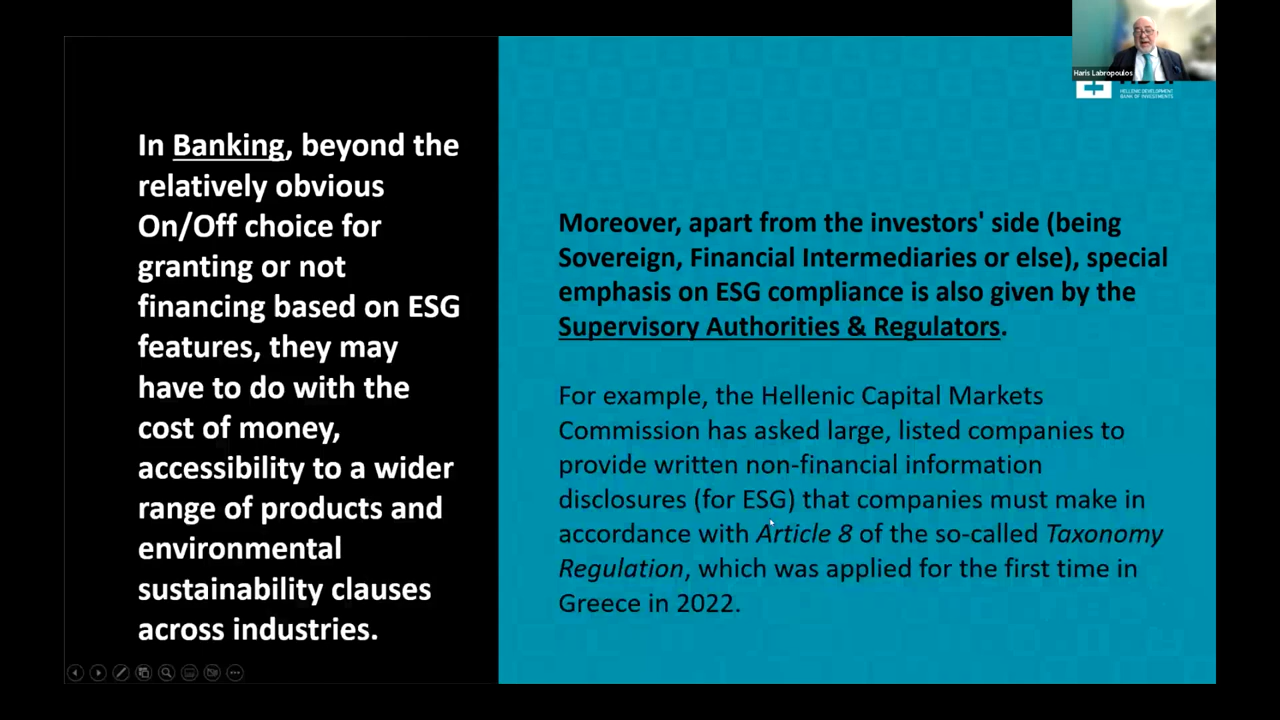 Haris Labropoulos
HELLENIC DEVELOPMENT
BANK OF INVESTMENTS
In Banking, beyond the
relatively obvious
On/Off choice for
granting or not
financing based on ESG
features, they may
have to do with the
cost of money,
accessibility to a wider
range of products and
environmental
sustainability clauses
across industries.
Moreover, apart from the investors' side (being
Sovereign, Financial Intermediaries or else), special
emphasis on ESG compliance is also given by the
Supervisory Authorities & Regulators.
For example, the Hellenic Capital Markets
Commission has asked large, listed companies to
provide written non-financial information
disclosures (for ESG) that companies must make in
accordance with Article 8 of the so-called Taxonomy
Regulation, which was applied for the first time in
Greece in 2022.